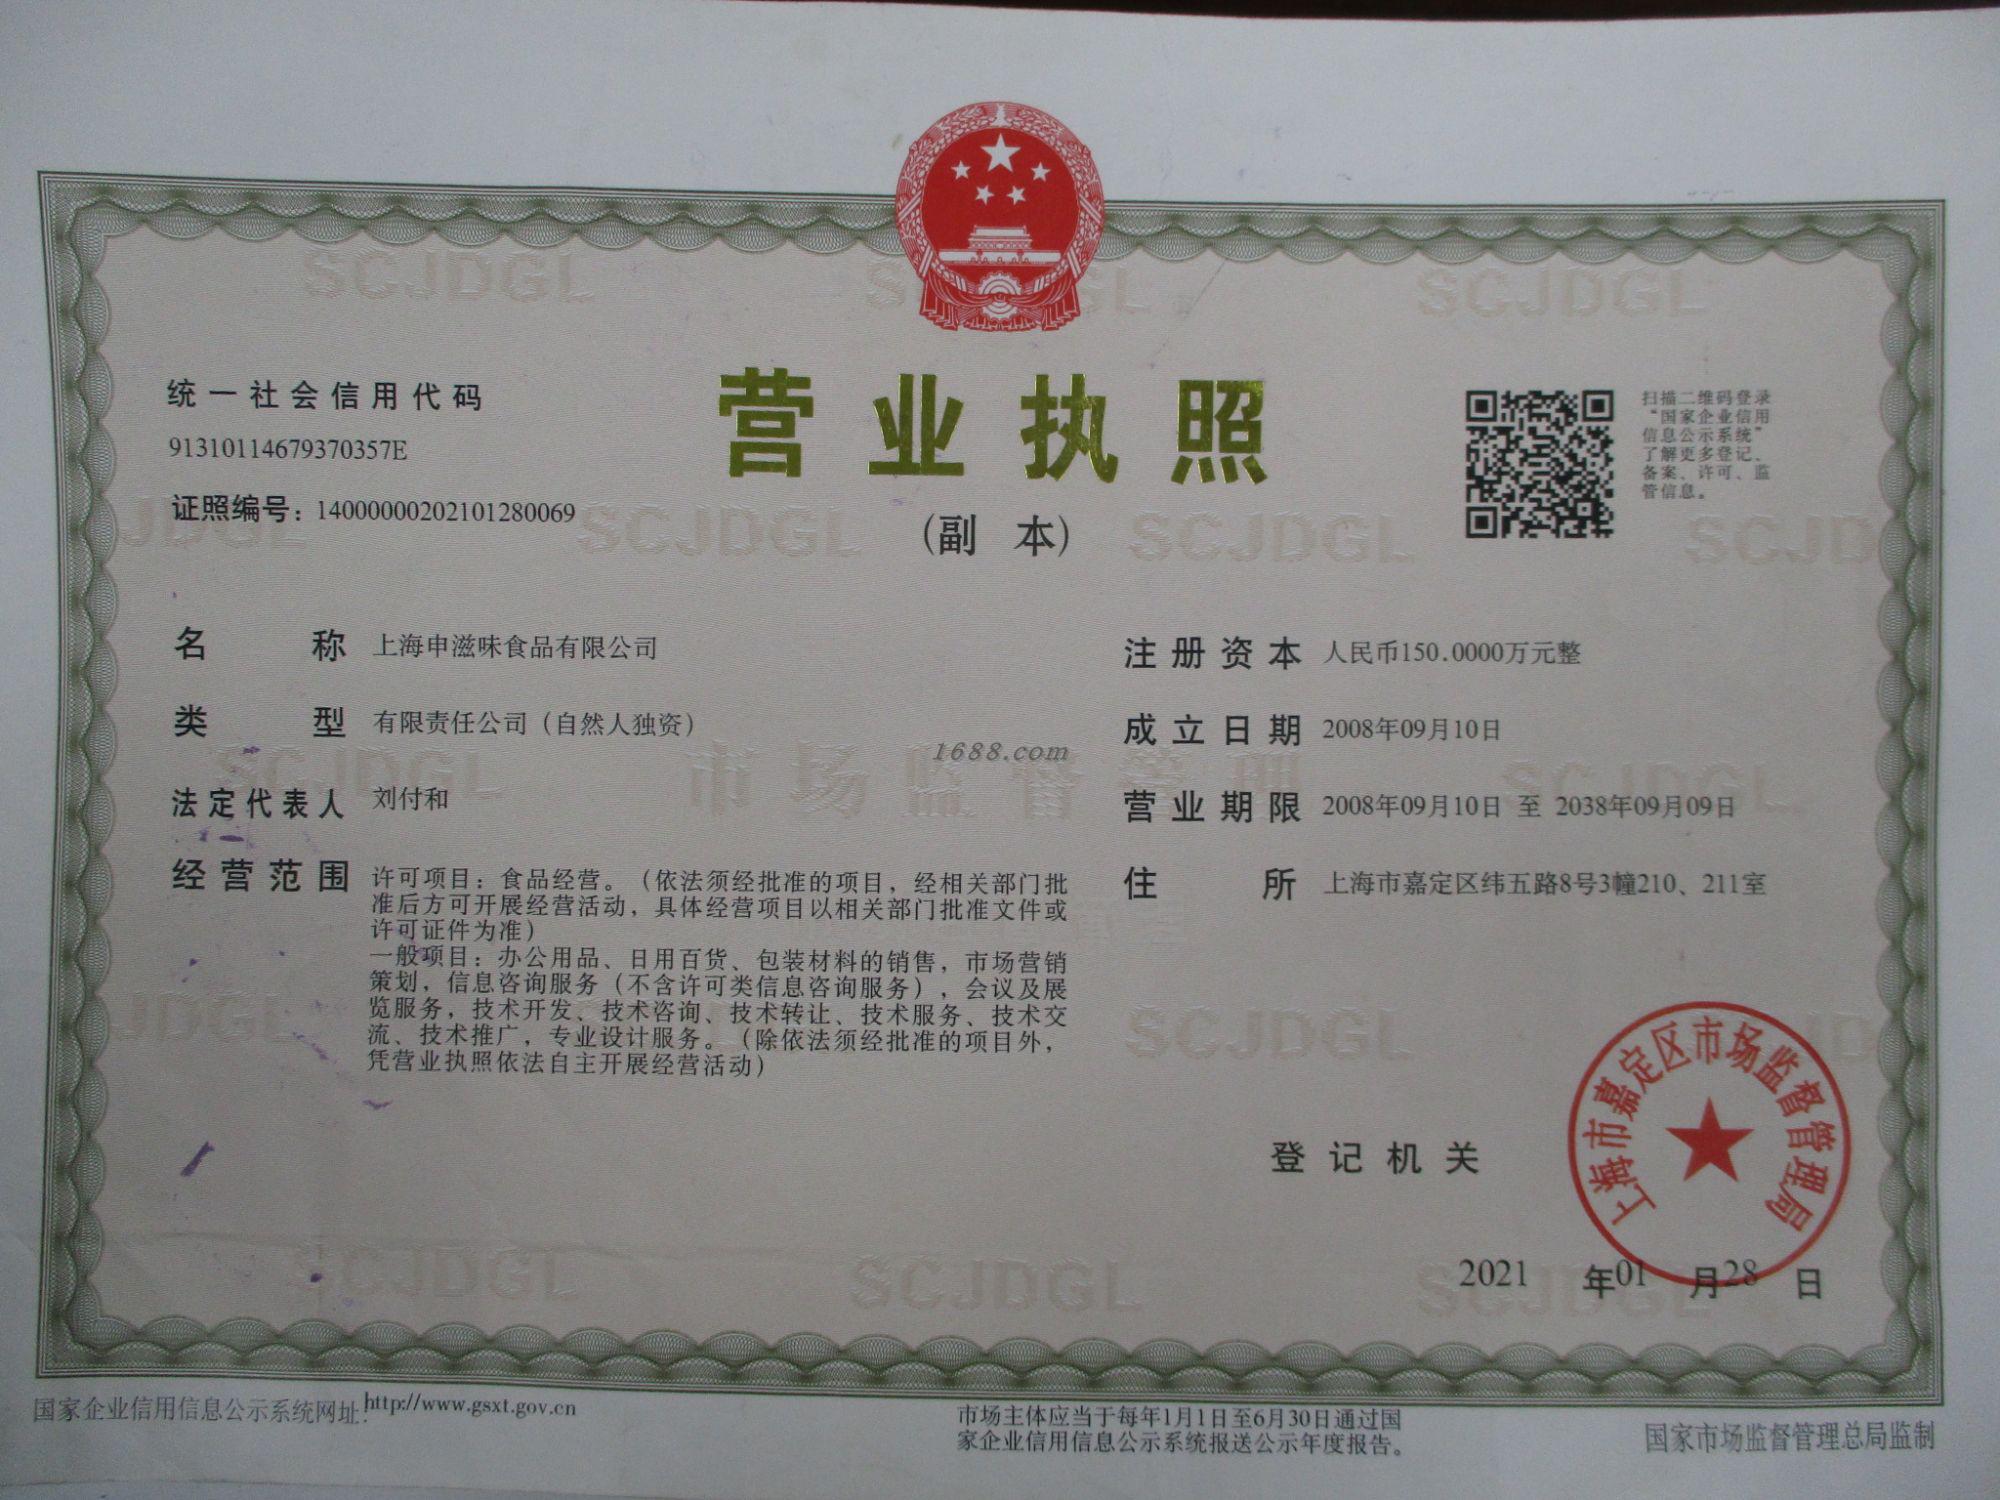 统一社会信用代码
91310114679370357E
证照编号：14000000202101280069
营业执照
（副 本）
扫描二维码登录
“国家企业信用
信息公示系统”
了解更多登记、
备案、许可、监
管信息。
名 称 上海申滋味食品有限公司
类 型 有限责任公司（自然人独资）
法定代表人 刘付和
经营范围 许可项目：食品经营。（依法须经批准的项目，经相关部门批
准后方可开展经营活动，具体经营项目以相关部门批准文件或
许可证件为准）
一般项目：办公用品、日用百货、包装材料的销售，市场营销
策划，信息咨询服务（不含许可类信息咨询服务），会议及展
览服务，技术开发、技术咨询、技术转让、技术服务、技术交
流、技术推广，专业设计服务。（除依法须经批准的项目外，
凭营业执照依法自主开展经营活动）
注册资本 人民币150.0000万元整
成立日期 2008年09月10日
营业期限 2008年09月10日 至 2038年09月09日
住 所 上海市嘉定区纬五路8号3幢210、211室
1688.com
SCJDGL
市场监督管理
登记机关
上海市嘉定区市场监督管理局
2021 年01 月28 日
国家企业信用信息公示系统网址：http://www.gsxt.gov.cn
市场主体应当于每年1月1日至6月30日通过国
家企业信用信息公示系统报送公示年度报告。
国家市场监督管理总局监制